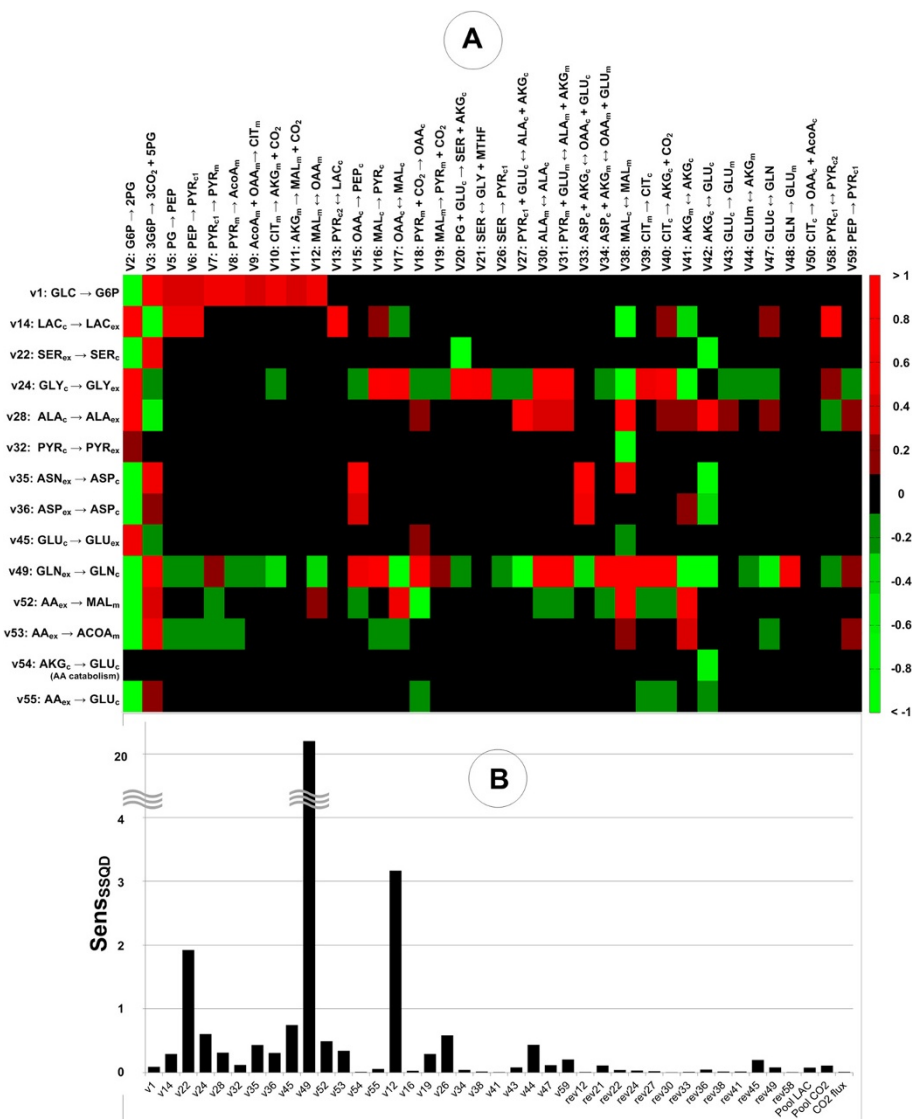 A
V2: G6P → 2PG
V3: 3G6P → 3CO₂ + 5PG
V5: PG → PEP
V6: PEP → PYRc1
V7: PYRc1 → PYRm
V8: PYRm → AcoAm
V9: AcoAm + OAAm → CITm
V10: CITm → AKGm + CO₂
V11: AKGm → MALm + CO₂
V12: MALm ↔ OAAm
V13: PYRc2 ↔ LACc
V15: OAAc → PEPc
V16: MALc → PYRc
V17: OAAc ↔ MALc
V18: PYRm + CO2 → OAAc
V19: MALm → PYRm + CO2
V20: PG + GLUc → SER + AKGc
V21: SER ↔ GLY + MTHF
V26: SER → PYRc1
V27: PYRc1 + GLUc ↔ ALAc + AKGc
V30: ALAm ↔ ALAc
V31: PYRm + GLUm ↔ ALAm + AKGm
V33: ASPc + AKGc ↔ OAAc + GLUc
V34: ASPc + AKGm ↔ OAAm + GLUm
V38: MALc ↔ MALm
V39: CITm → CITc
V40: CITc → AKGc + CO₂
V41: AKGm ↔ AKGc
V42: AKGc ↔ GLUc
V43: GLUc → GLUm
V44: GLUm ↔ AKGm
V47: GLUc ↔ GLN
V48: GLN → GLUm
V50: CITc → OAAc + AcoAc
V58: PYRc1 ↔ PYRc2
V59: PEP → PYRc1
v1: GLC → G6P
v14: LACc → LACex
v22: SERex → SERc
v24: GLYc → GLYex
v28: ALAc → ALAex
v32: PYRc → PYRex
v35: ASNex → ASPc
v36: ASPex → ASPc
v45: GLUc → GLUex
v49: GLNex → GLNc
v52: AAex → MALm
v53: AAex → ACOAm
v54: AKGc → GLUc
(AA catabolism)
v55: AAex → GLUc
> 1
0.8
0.6
0.4
0.2
0
-0.2
-0.4
-0.6
-0.8
< -1
B
SensSSQD
20
4
3
2
1
0
v1
v14
v22
v24
v28
v32
v35
v36
v45
v49
v52
v53
v54
v55
v12
v16
v19
v26
v34
v38
v41
v43
v44
v47
v59
rev12
rev21
rev22
rev24
rev27
rev30
rev33
rev36
rev38
rev41
rev45
rev49
rev58
Pool LAC
Pool CO2
CO2 flux